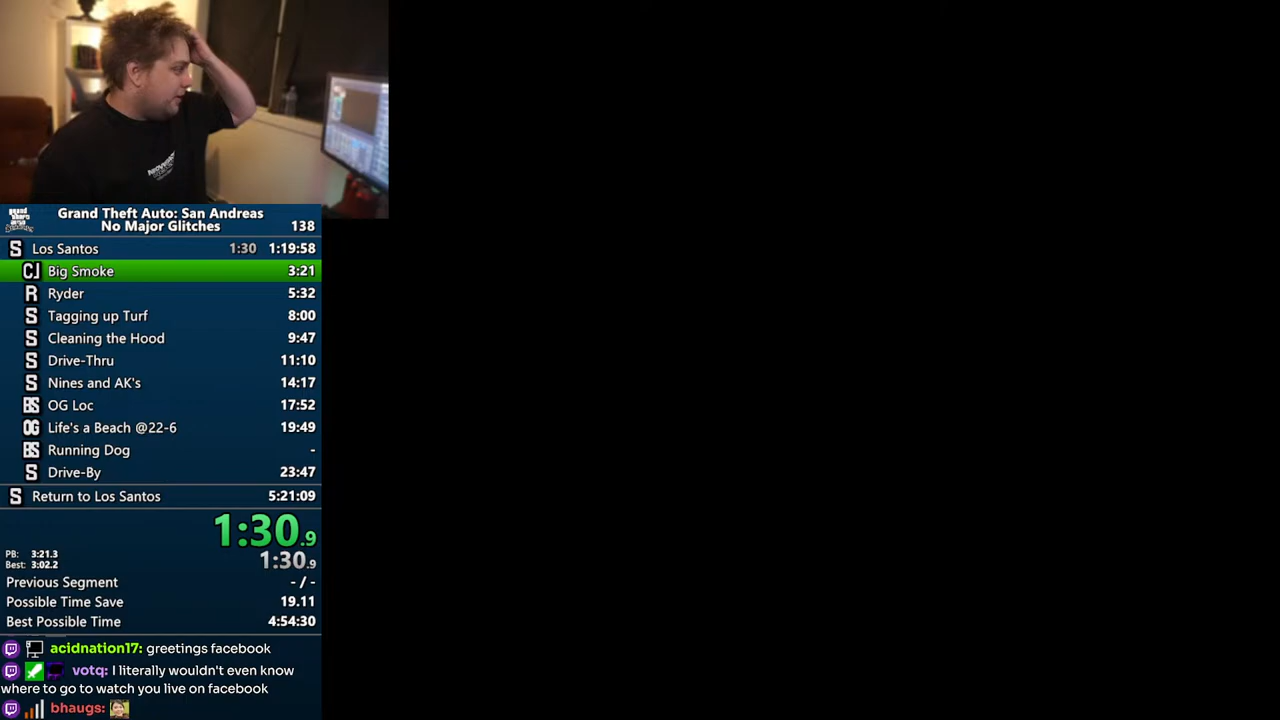 Grand Theft Auto: San Andreas
No Major Glitches 138
S Los Santos 1:30 1:19:58
CJ Big Smoke 3:21
R Ryder 5:32
S Tagging up Turf 8:00
S Cleaning the Hood 9:47
S Drive-Thru 11:10
S Nines and AK's 14:17
BS OG Loc 17:52
OG Life's a Beach @22-6 19:49
BS Running Dog -
S Drive-By 23:47
S Return to Los Santos 5:21:09
1:30.9
PB: 3:21.3
Best: 3:02.2
1:30.9
Previous Segment - / -
Possible Time Save 19.11
Best Possible Time 4:54:30
acidnation17: greetings facebook
votq: I literally wouldn't even know
where to go to watch you live on facebook
bhaugs: